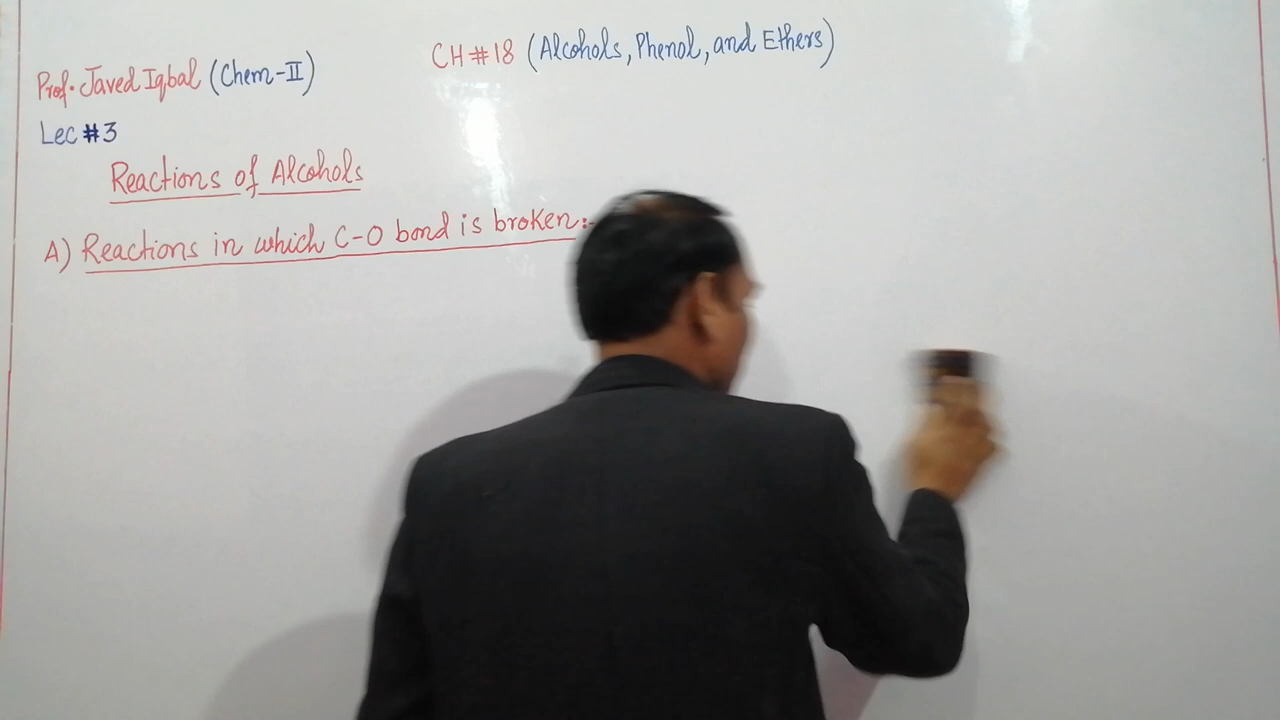 CH#18 (Alcohols, Phenol, and Ethers)
Prof. Javed Iqbal (Chem-II)
Lec #3
Reactions of Alcohols
A) Reactions in which C-O bond is broken:-